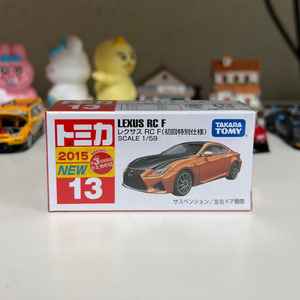 トミカ
LEXUS RC F
レクサス RC F(初回特別仕様)
SCALE 1/59
TAKARA
TOMY
2015
NEW
13
サスペンション／左右ドア開閉